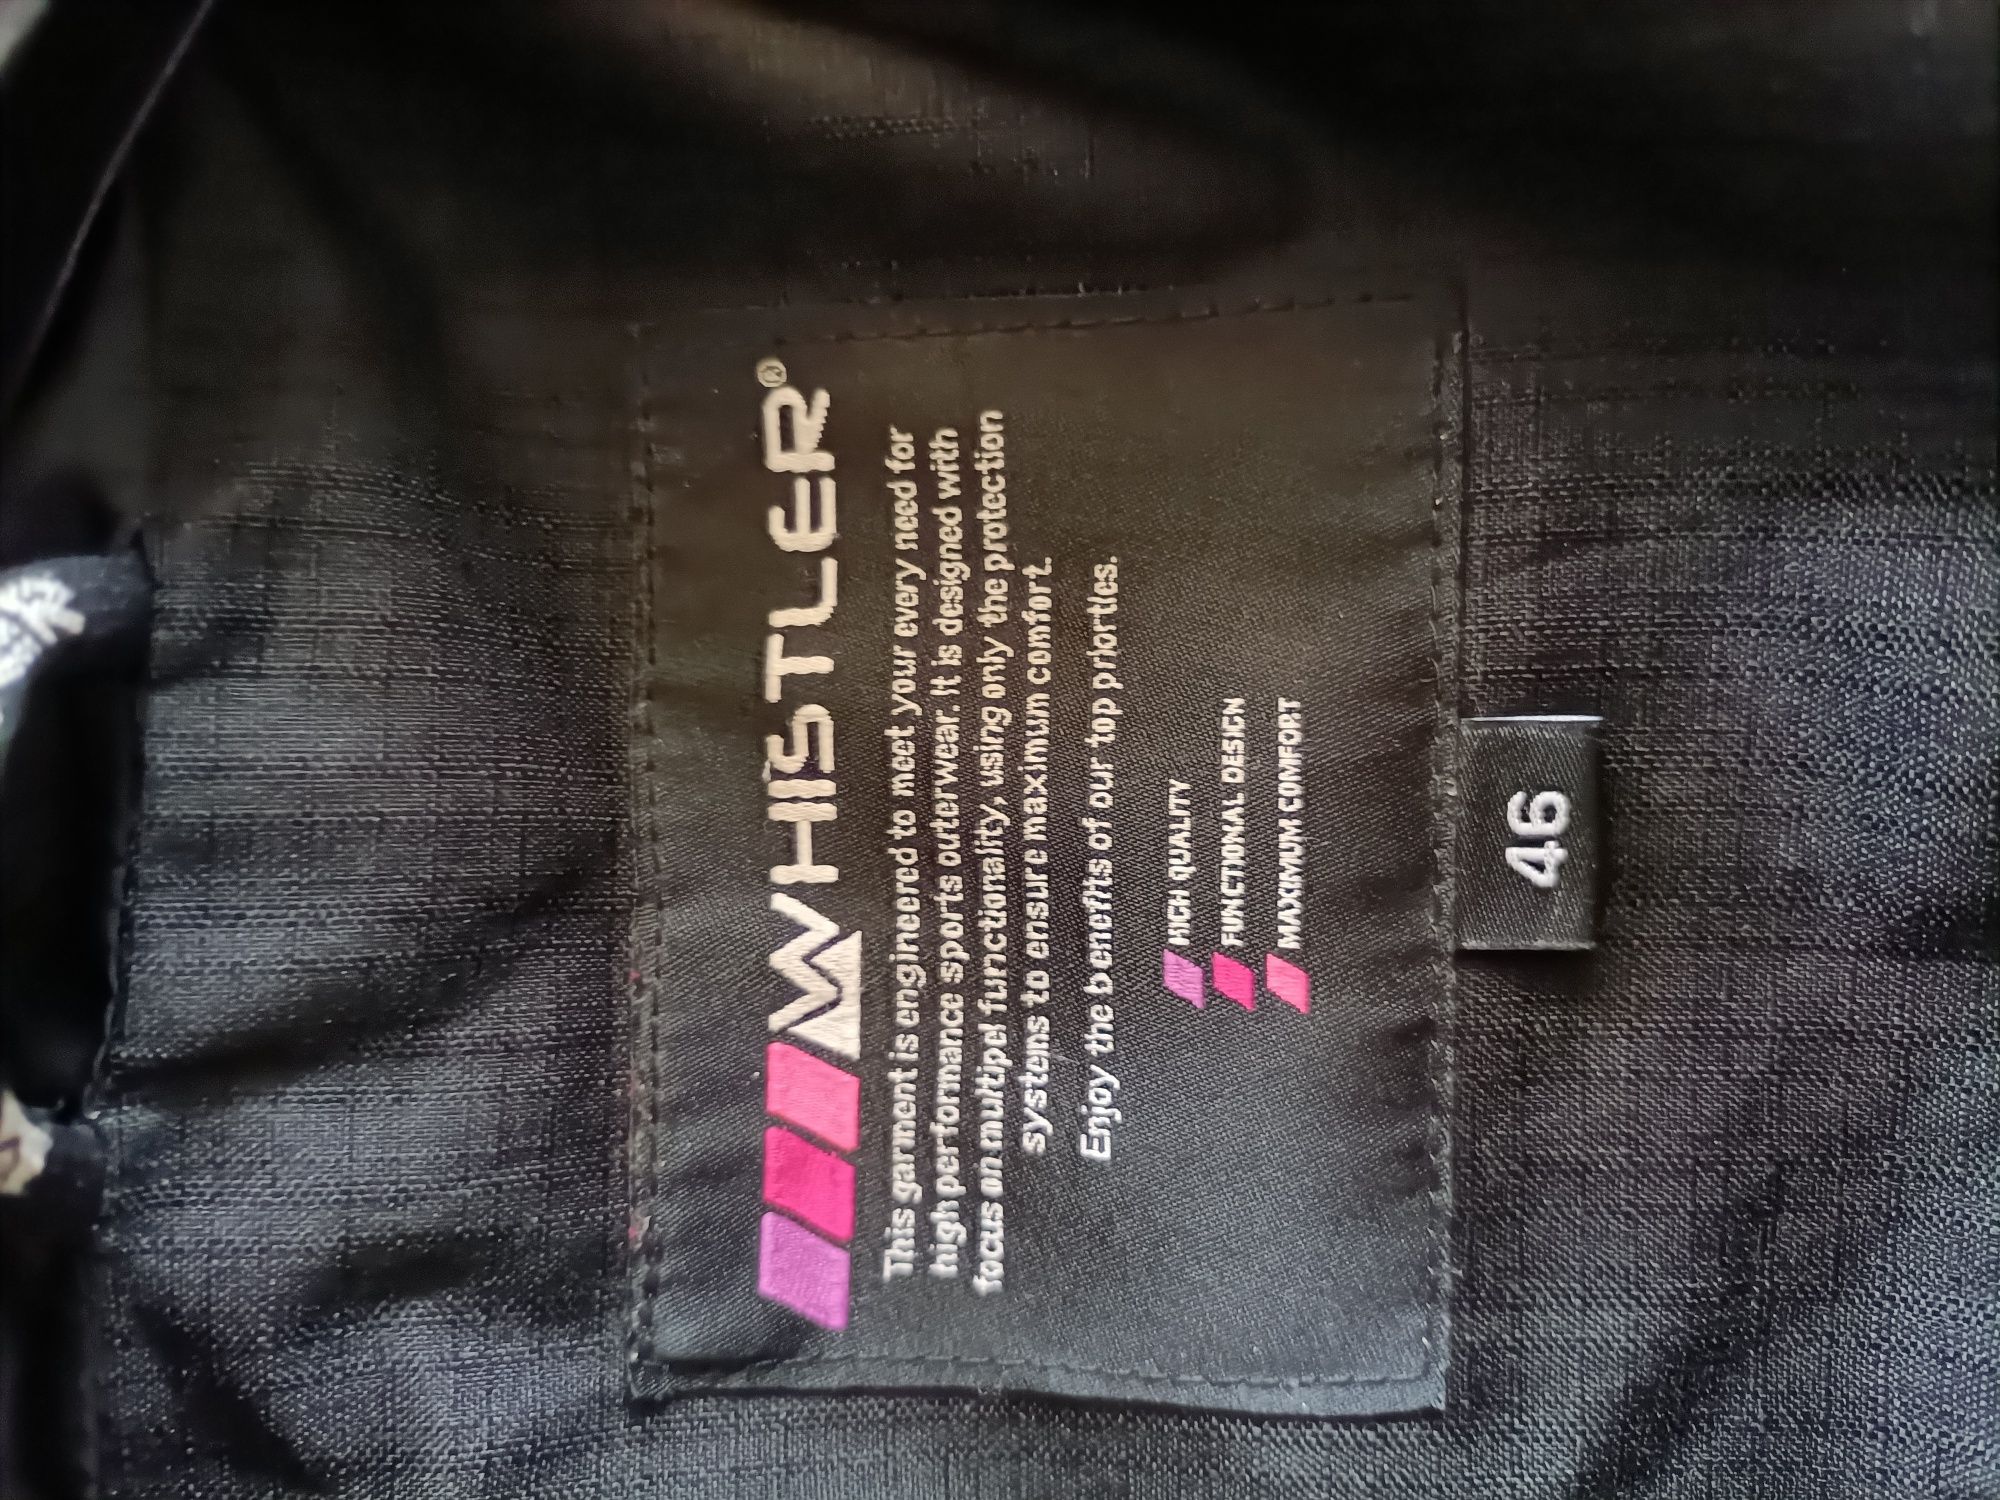 WHISTLER®
This garment is engineered to meet your every need for
high performance sports outerwear. It is designed with
focus on multipel functionality, using only the protection
systems to ensure maximum comfort.
Enjoy the benefits of our top priorties.
HIGH QUALITY
FUNCTIONAL DESIGN
MAXIMUM COMFORT
46